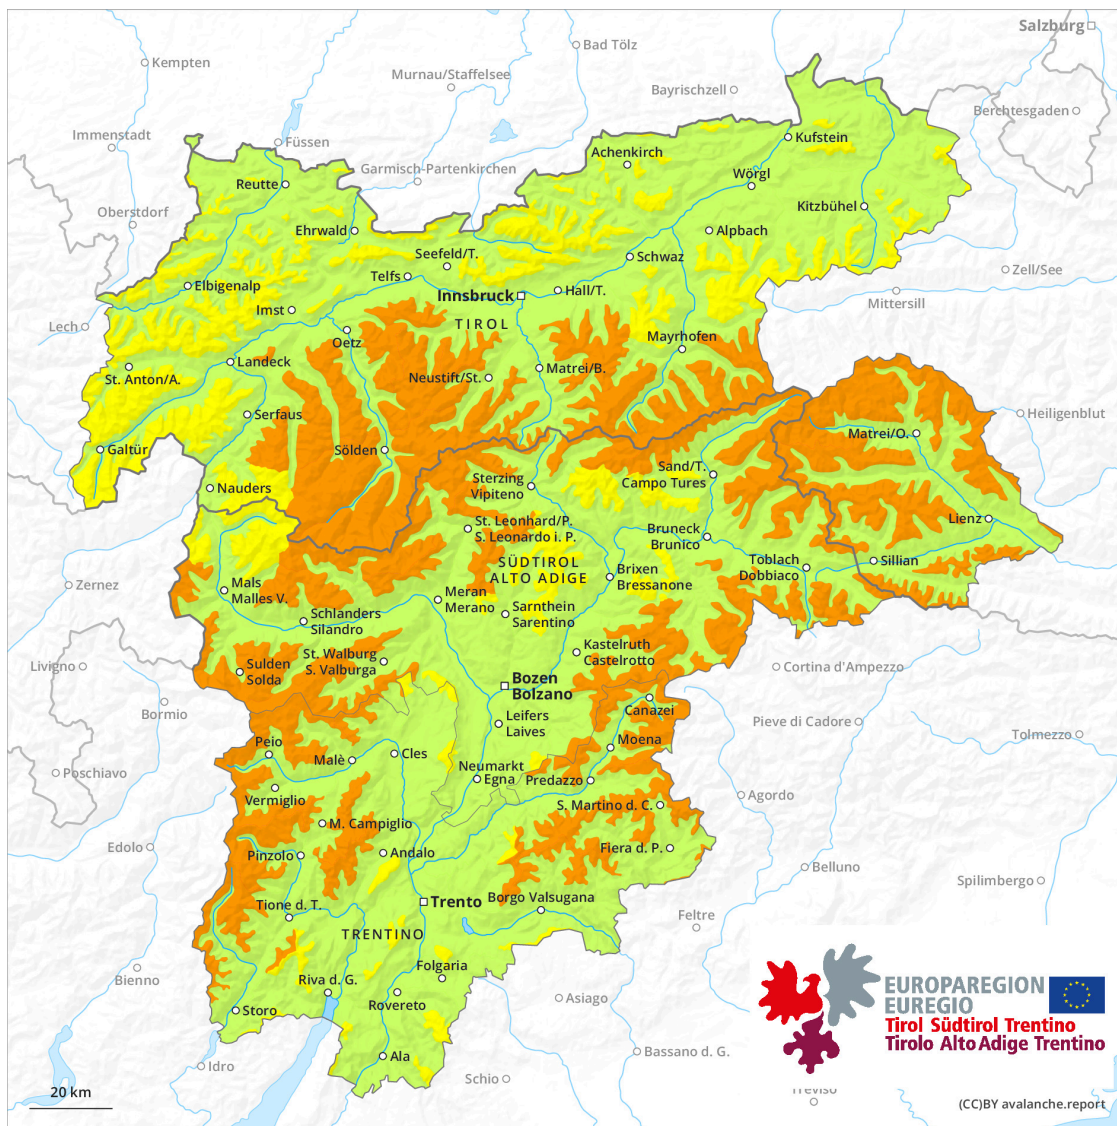 Salzburg
Bad Tölz
Kempten
Murnau/Staffelsee
Bayrischzell
Berchtesgaden
Immenstadt
Füssen
Kufstein
Achenkirch
Garmisch-Partenkirchen
Wörgl
Reutte
Oberstdorf
Kitzbühel
Ehrwald
Alpbach
Seefeld/T.
Schwaz
Zell/See
Telfs
Elbigenalp
Hall/T.
Innsbruck
Mittersill
Imst
TIROL
Lech
Oetz
Mayrhofen
Landeck
Matrei/B.
St. Anton/A.
Neustift/St.
Serfaus
Heiligenblut
Matrei/O.
Galtür
Sölden
Sand/T.
Campo Tures
Sterzing
Vipiteno
Nauders
Lienz
St. Leonhard/P.
S. Leonardo i. P.
Bruneck
Brunico
SÜDTIROL
ALTO ADIGE
Toblach
Dobbiaco
Sillian
Brixen
Bressanone
Zernez
Mals
Malles V.
Meran
Merano
Sarnthein
Sarentino
Schlanders
Silandro
Kastelruth
Castelrotto
St. Walburg
S. Valburga
Livigno
Sulden
Solda
Cortina d'Ampezzo
Bozen
Bolzano
Canazei
Bormio
Leifers
Laives
Pieve di Cadore
Tolmezzo
Moena
Peio
Cles
Malè
Neumarkt
Egna
Predazzo
Poschiavo
Vermiglio
Agordo
S. Martino d. C.
M. Campiglio
Edolo
Pinzolo
Andalo
Fiera d. P.
Belluno
Spilimbergo
Tione d. T.
Trento
Borgo Valsugana
Feltre
TRENTINO
Folgaria
Bienno
Riva d. G.
Rovereto
Asiago
Storo
EUROPAREGION
EUREGIO
Tirol Südtirol Trentino
Tirolo Alto Adige Trentino
Ala
Bassano d. G.
Idro
Schio
20 km
Treviso
(CC)BY avalanche.report